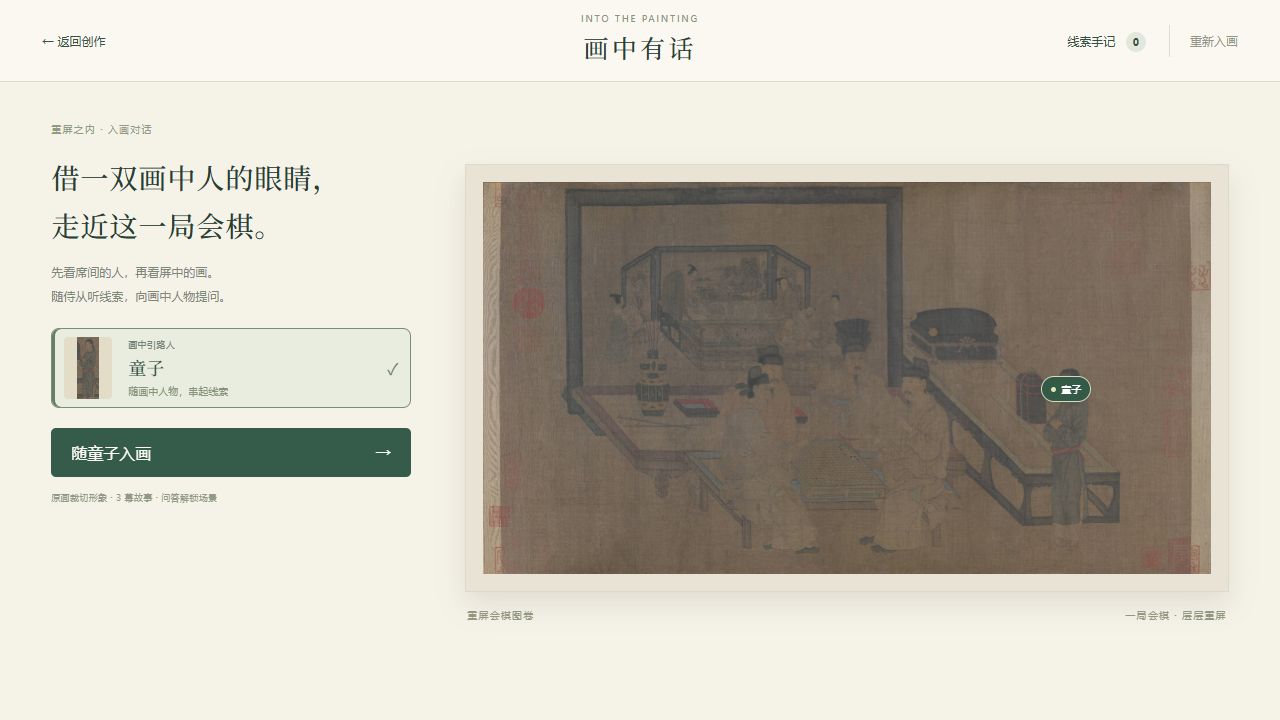 ← 返回创作
INTO THE PAINTING
画中有话
线索手记 0
重新入画
重屏之内 · 入画对话
借一双画中人的眼睛，
走近这一局会棋。
先看席间的人，再看屏中的画。
随侍从听线索，向画中人物提问。
画中引路人
童子
随画中人物，串起线索
✓
随童子入画 →
原画裁切形象 · 3 幕故事 · 问答解锁场景
童子
重屏会棋图卷
一局会棋 · 层层重屏